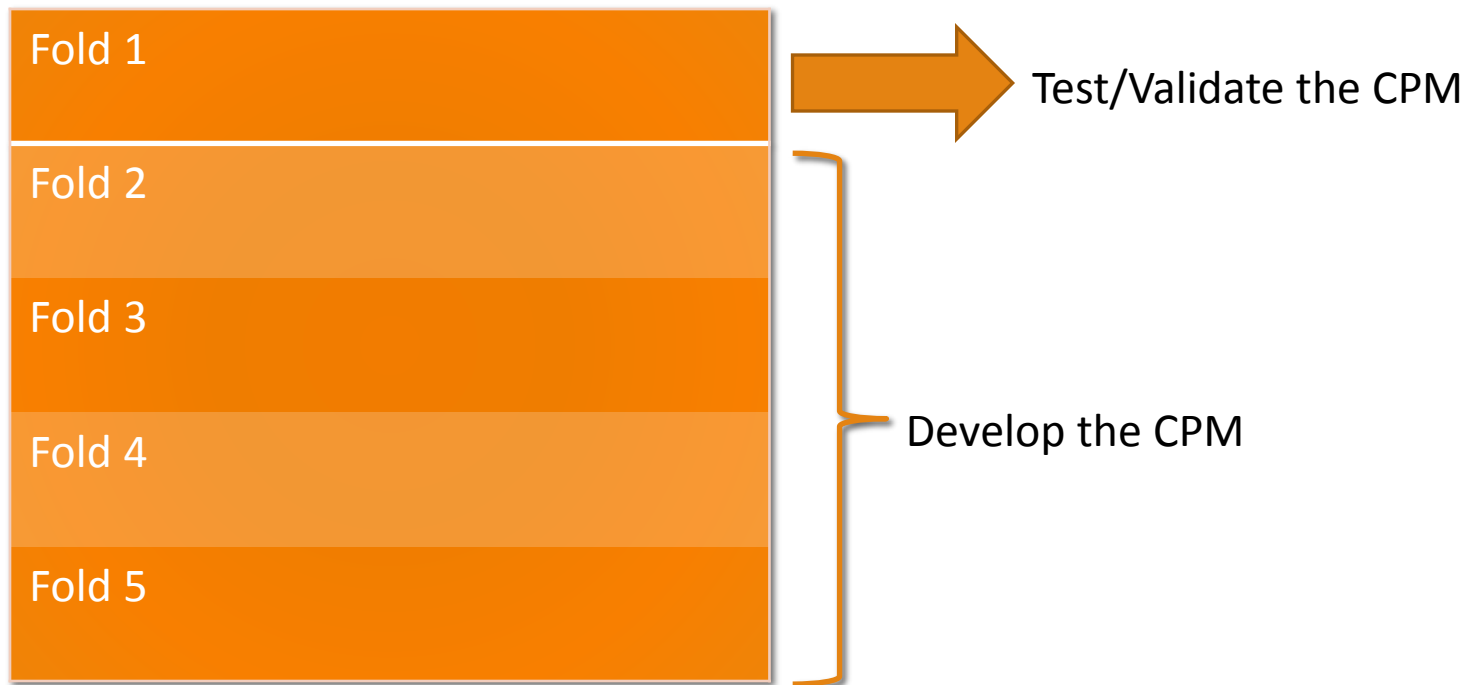 Fold 1
Test/Validate the CPM
Fold 2
Fold 3
Fold 4
Develop the CPM
Fold 5